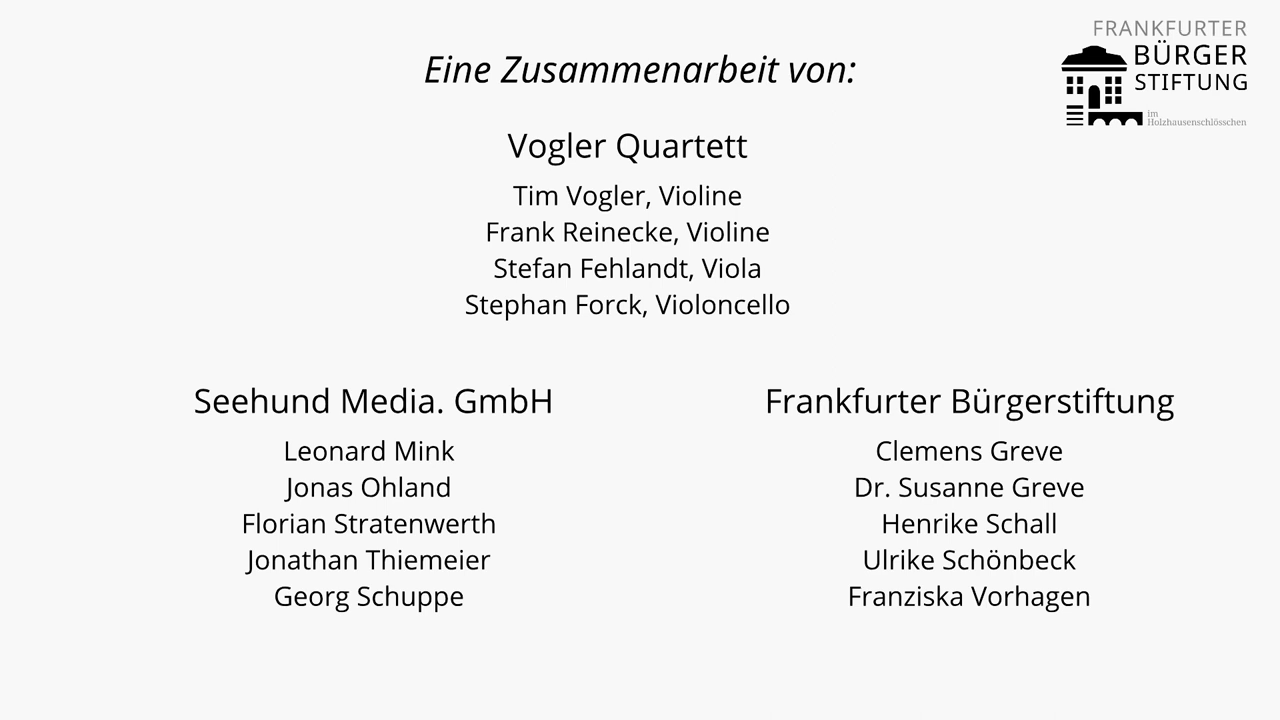 FRANKFURTER
BÜRGER
STIFTUNG
im
Holzhausenschlösschen
Eine Zusammenarbeit von:
Vogler Quartett
Tim Vogler, Violine
Frank Reinecke, Violine
Stefan Fehlandt, Viola
Stephan Forck, Violoncello
Seehund Media. GmbH
Leonard Mink
Jonas Ohland
Florian Stratenwerth
Jonathan Thiemeier
Georg Schuppe
Frankfurter Bürgerstiftung
Clemens Greve
Dr. Susanne Greve
Henrike Schall
Ulrike Schönbeck
Franziska Vorhagen